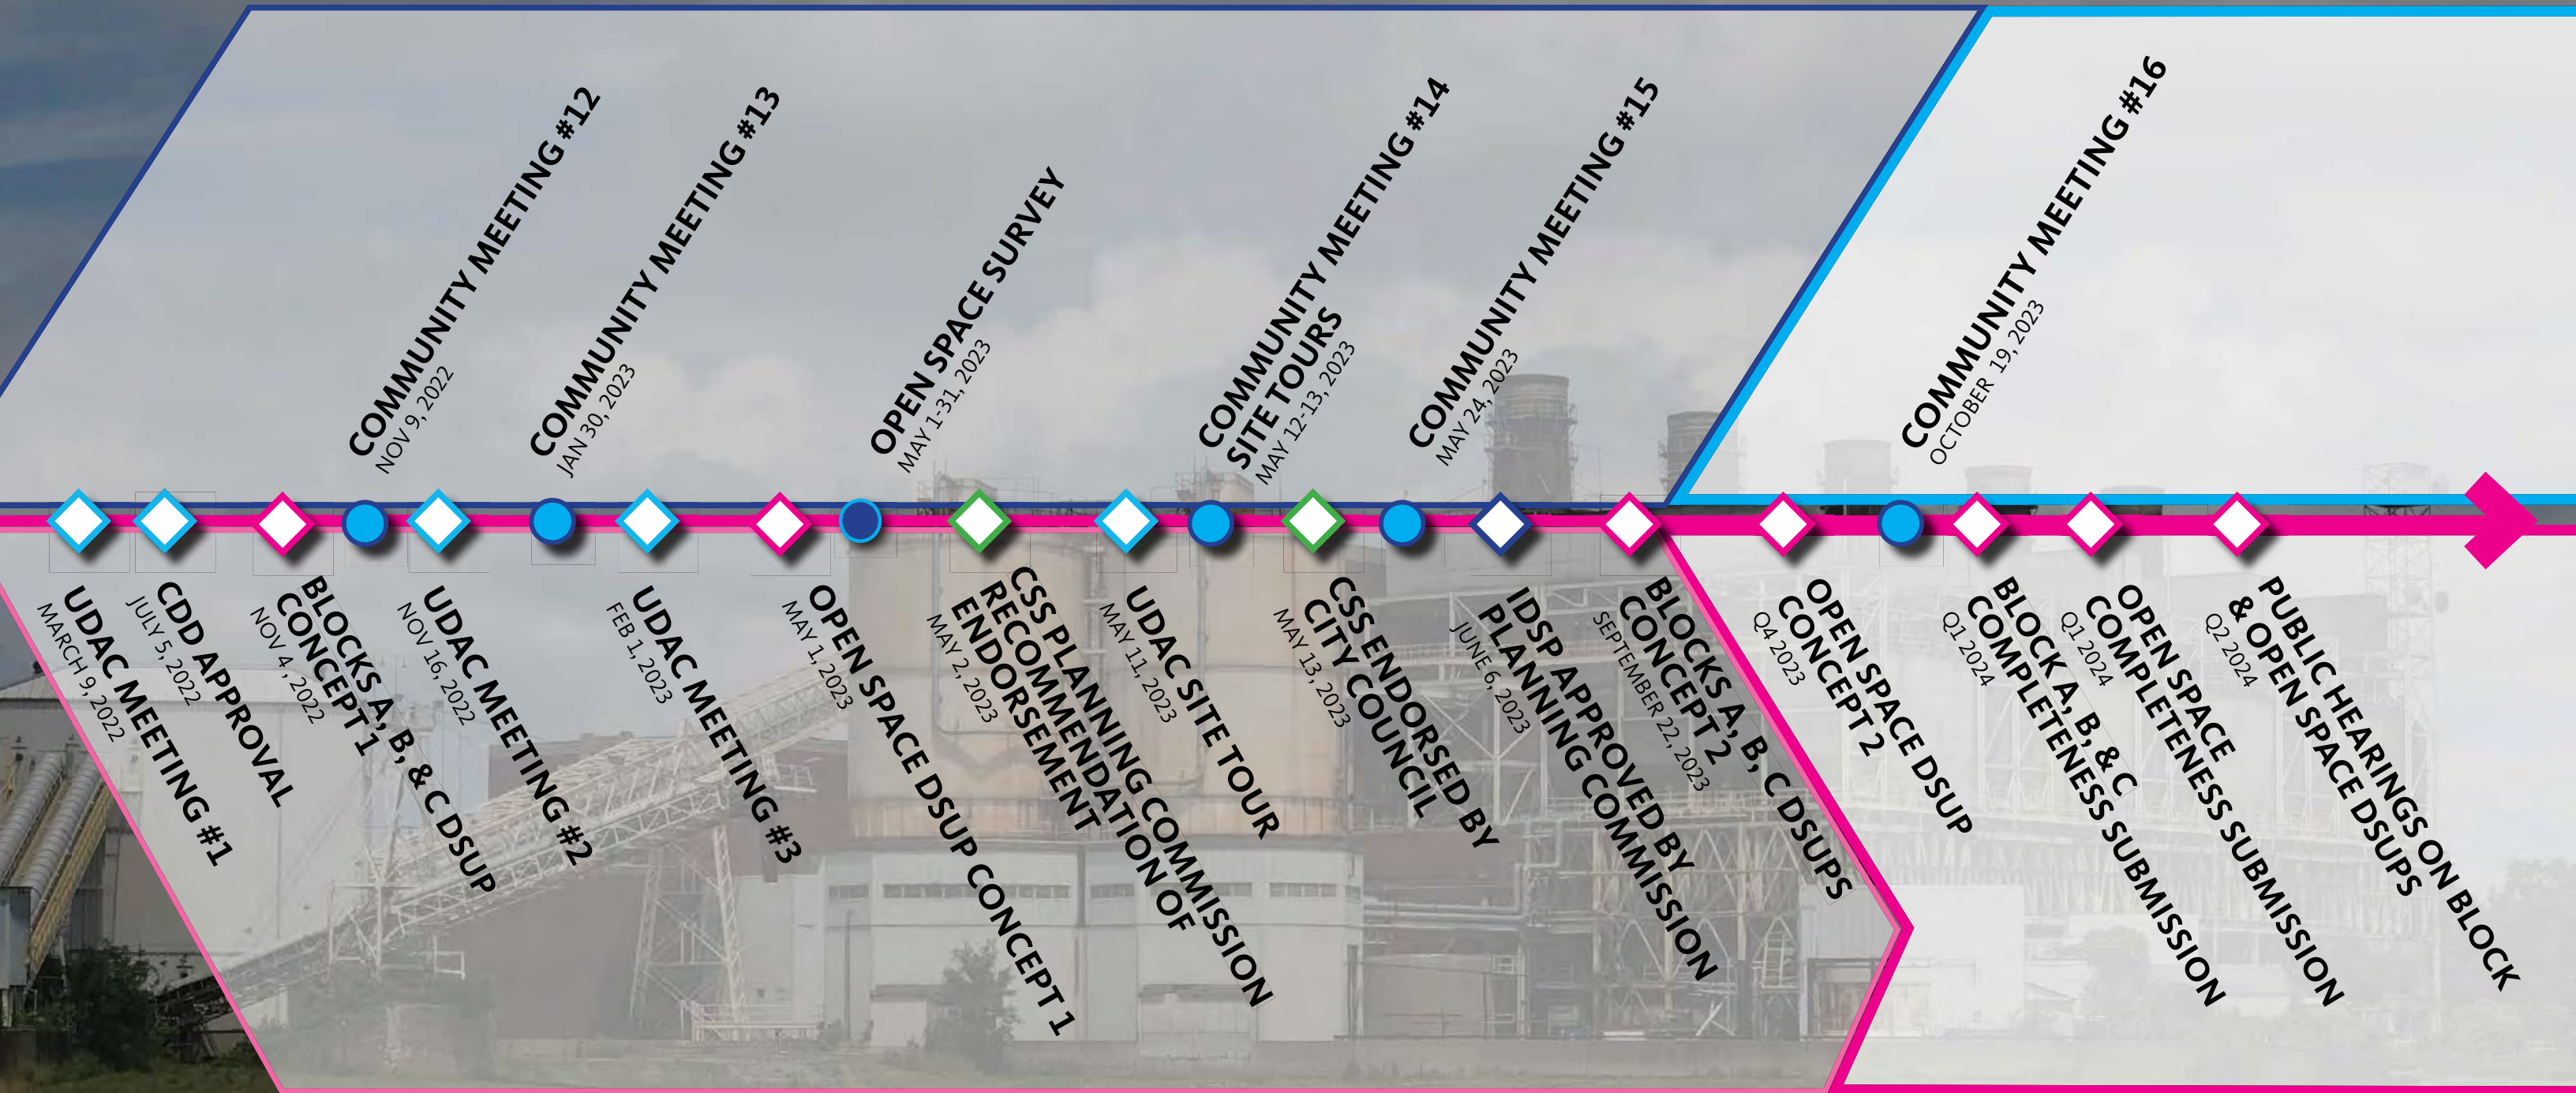 COMMUNITY MEETING #12
NOV 9, 2022
COMMUNITY MEETING #13
JAN 30, 2023
OPEN SPACE SURVEY
MAY 1-31, 2023
COMMUNITY MEETING #14
SITE TOURS
MAY 12-13, 2023
COMMUNITY MEETING #15
MAY 24, 2023
COMMUNITY MEETING #16
OCTOBER 19, 2023
UDAC MEETING #1
MARCH 9, 2022
CDD APPROVAL
JULY 5, 2022
BLOCKS A, B, & C DSUP
CONCEPT 1
NOV 4, 2022
UDAC MEETING #2
NOV 16, 2022
UDAC MEETING #3
FEB 1, 2023
OPEN SPACE DSUP CONCEPT 1
MAY 1, 2023
CSS PLANNING COMMISSION
RECOMMENDATION OF
ENDORSEMENT
MAY 2, 2023
UDAC SITE TOUR
MAY 11, 2023
CSS ENDORSED BY
CITY COUNCIL
MAY 13, 2023
IDSP APPROVED BY
PLANNING COMMISSION
JUNE 6, 2023
BLOCKS A, B, C DSUPS
CONCEPT 2
SEPTEMBER 22, 2023
OPEN SPACE DSUP
CONCEPT 2
Q4 2023
BLOCK A, B, & C
COMPLETENESS SUBMISSION
Q1 2024
OPEN SPACE
COMPLETENESS SUBMISSION
Q1 2024
PUBLIC HEARINGS ON BLOCK
& OPEN SPACE DSUPS
Q2 2024